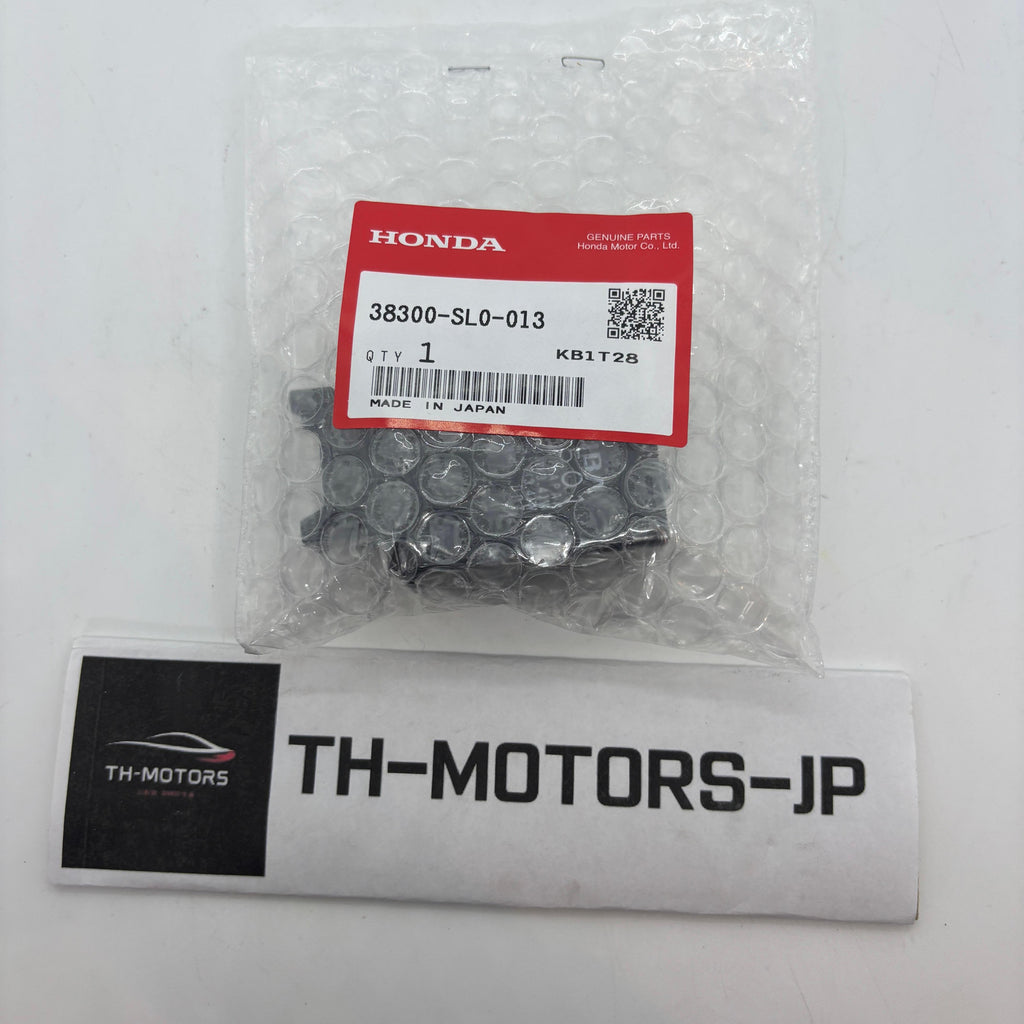 HONDA
GENUINE PARTS
Honda Motor Co., Ltd.
38300-SL0-013
QTY 1
KB1T28
MADE IN JAPAN
TH-MOTORS
TH-MOTORS-JP